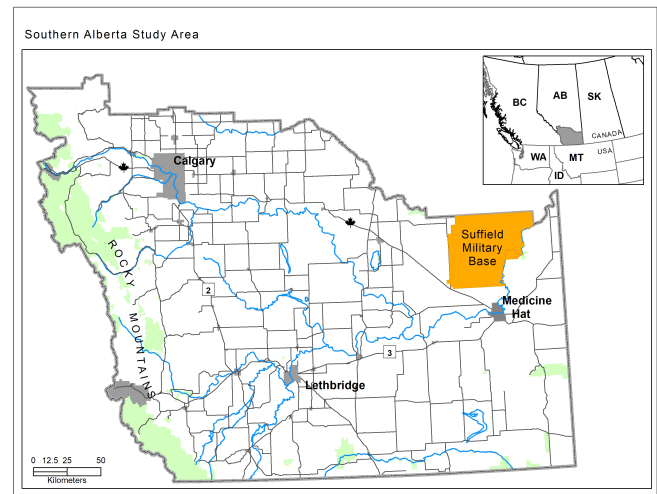 Southern Alberta Study Area
BC
AB
SK
CANADA
USA
WA
MT
ID
Calgary
Suffield
Military
Base
ROCKY MOUNTAINS
2
Medicine
Hat
3
Lethbridge
0 12.5 25 50
Kilometers